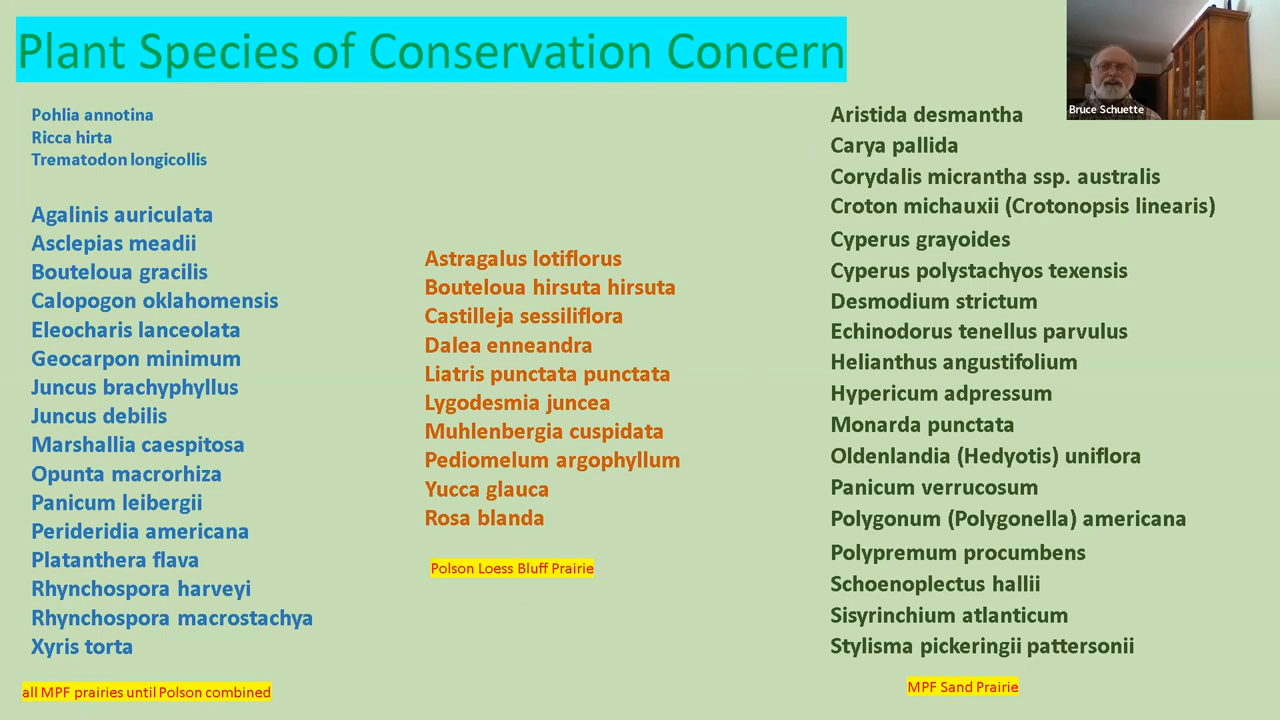 Plant Species of Conservation Concern
Bruce Schuette
Pohlia annotina
Ricca hirta
Trematodon longicollis
Agalinis auriculata
Asclepias meadii
Bouteloua gracilis
Calopogon oklahomensis
Eleocharis lanceolata
Geocarpon minimum
Juncus brachyphyllus
Juncus debilis
Marshallia caespitosa
Opunta macrorhiza
Panicum leibergii
Perideridia americana
Platanthera flava
Rhynchospora harveyi
Rhynchospora macrostachya
Xyris torta
all MPF prairies until Polson combined
Astragalus lotiflorus
Bouteloua hirsuta hirsuta
Castilleja sessiliflora
Dalea enneandra
Liatris punctata punctata
Lygodesmia juncea
Muhlenbergia cuspidata
Pediomelum argophyllum
Yucca glauca
Rosa blanda
Polson Loess Bluff Prairie
Aristida desmantha
Carya pallida
Corydalis micrantha ssp. australis
Croton michauxii (Crotonopsis linearis)
Cyperus grayoides
Cyperus polystachyos texensis
Desmodium strictum
Echinodorus tenellus parvulus
Helianthus angustifolium
Hypericum adpressum
Monarda punctata
Oldenlandia (Hedyotis) uniflora
Panicum verrucosum
Polygonum (Polygonella) americana
Polypremum procumbens
Schoenoplectus hallii
Sisyrinchium atlanticum
Stylisma pickeringii pattersonii
MPF Sand Prairie